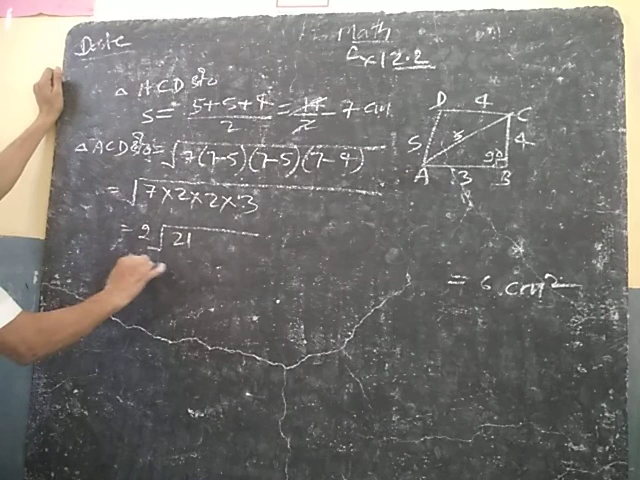 Date
Math
Ex 12.2
△ ACD
S = 5+5+4/2 = 14/2 = 7 cm
△ ACD = √7(7-5)(7-5)(7-4)
= √7×2×2×3
= 2√21
D 4 C
5 5 4
90
A 3 B
= 6 cm²